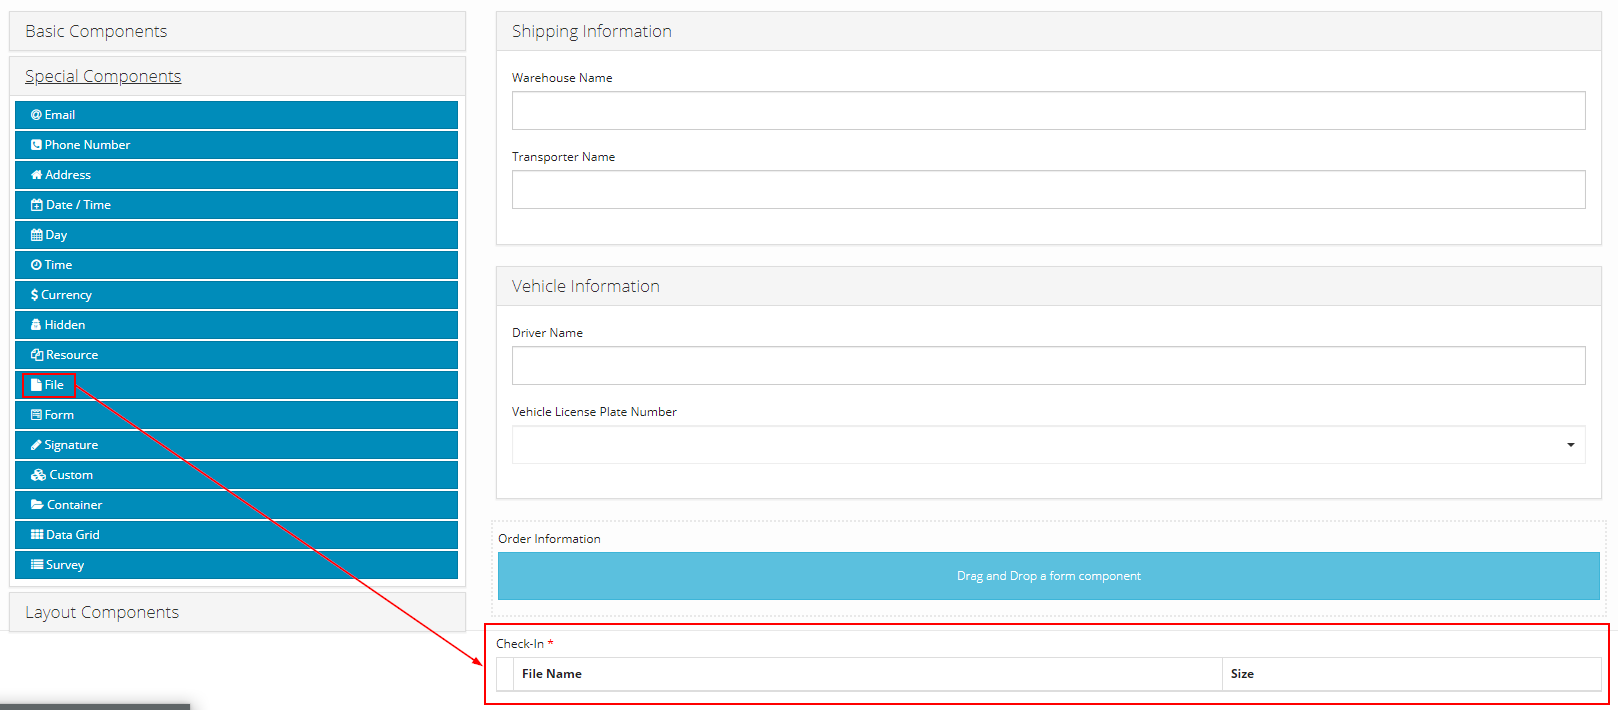 Basic Components
Special Components
Email
Phone Number
Address
Date / Time
Day
Time
$ Currency
Hidden
Resource
File
Form
Signature
Custom
Container
Data Grid
Survey
Layout Components
Shipping Information
Warehouse Name
Transporter Name
Vehicle Information
Driver Name
Vehicle License Plate Number
Order Information
Drag and Drop a form component
Check-In *
File Name Size